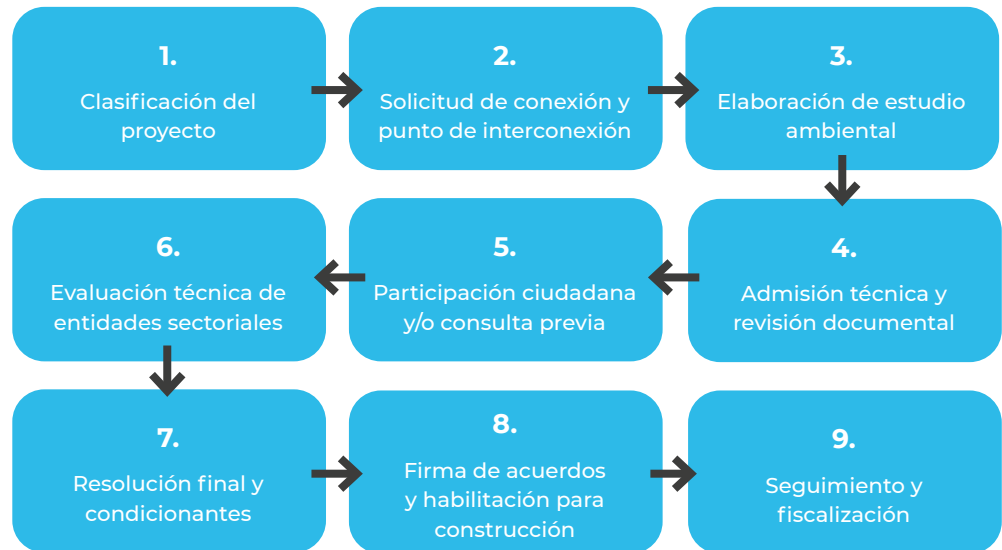 1.
Clasificación del
proyecto
2.
Solicitud de conexión y
punto de interconexión
3.
Elaboración de estudio
ambiental
4.
Admisión técnica y
revisión documental
5.
Participación ciudadana
y/o consulta previa
6.
Evaluación técnica de
entidades sectoriales
7.
Resolución final y
condicionantes
8.
Firma de acuerdos
y habilitación para
construcción
9.
Seguimiento y
fiscalización